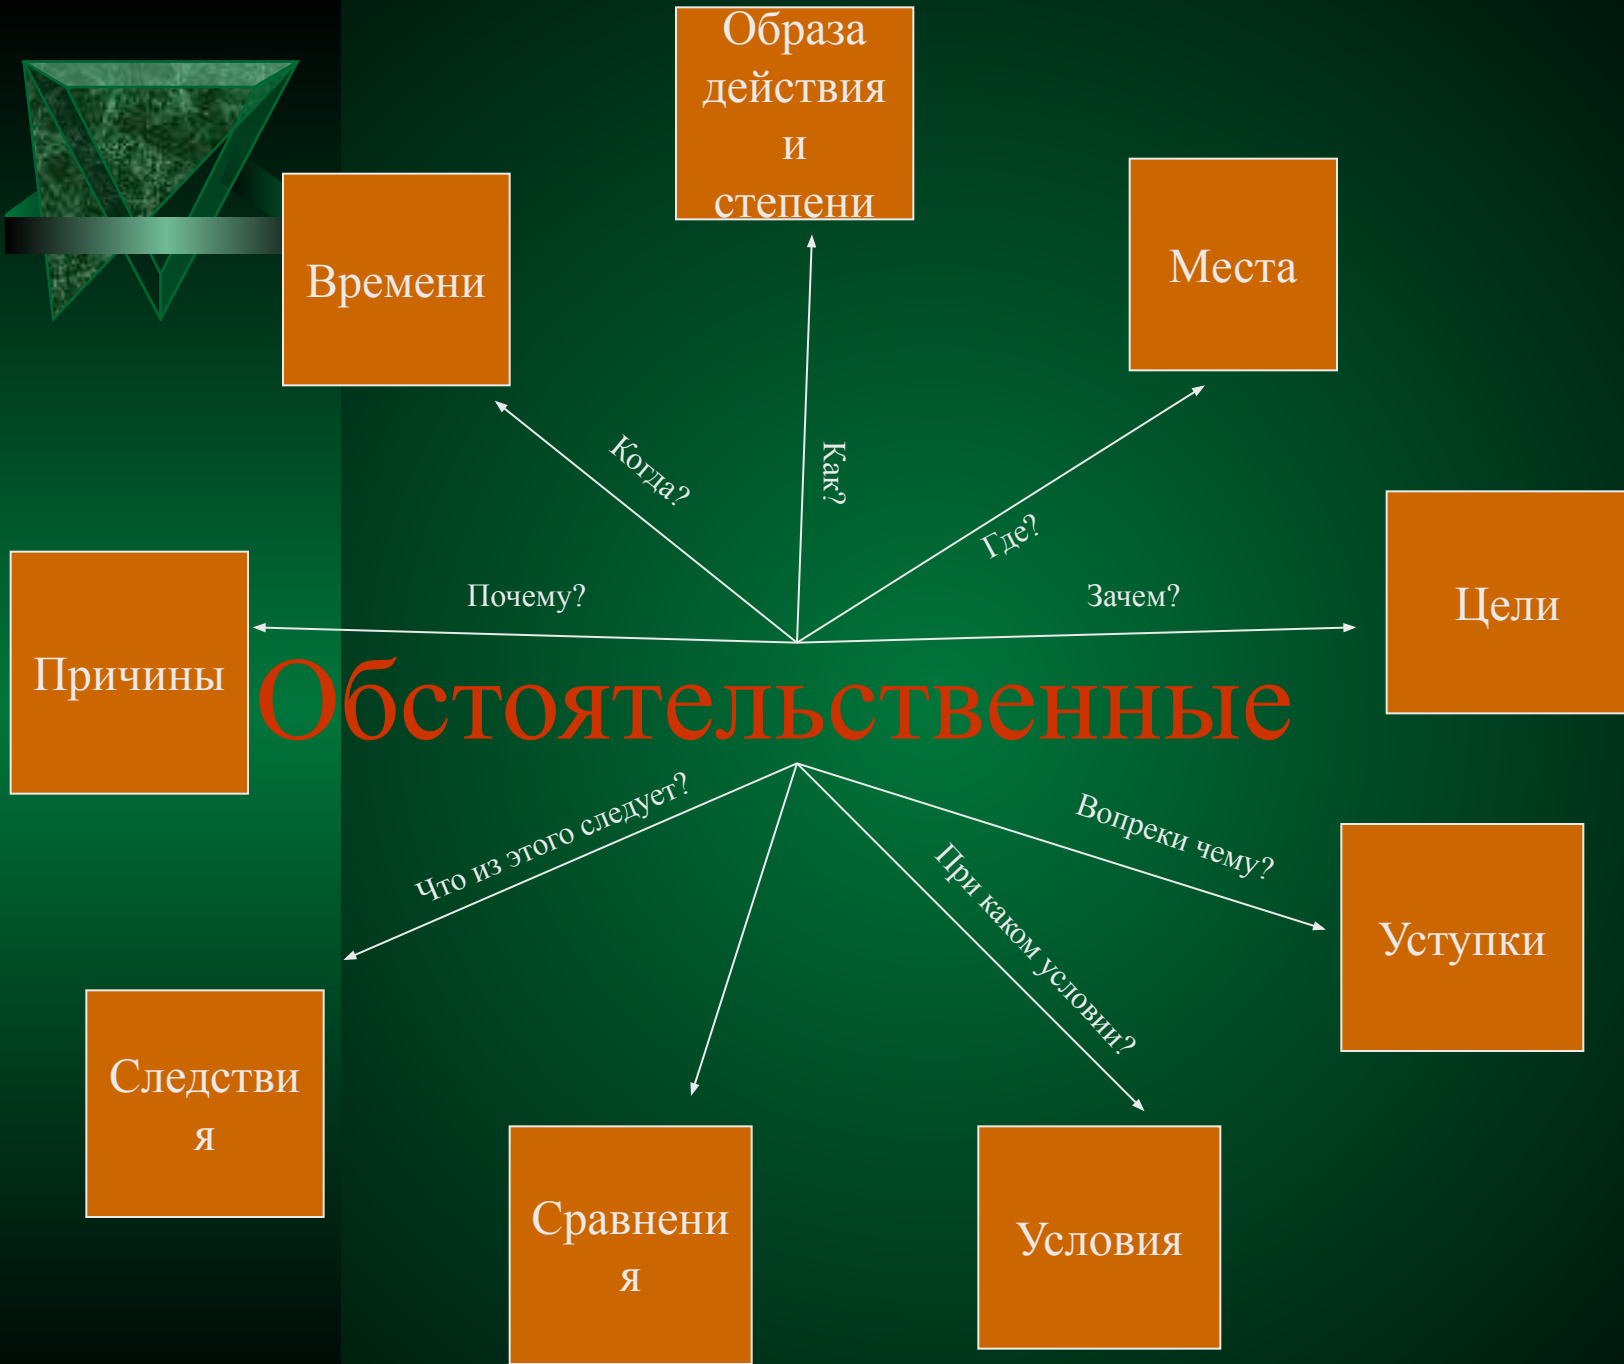 Образа
действия
и
степени
Времени
Места
Когда?
Как?
Где?
Почему?
Зачем?
Причины
Цели
Обстоятельственные
Что из этого следует?
При каком условии?
Вопреки чему?
Уступки
Следстви
я
Сравнени
я
Условия